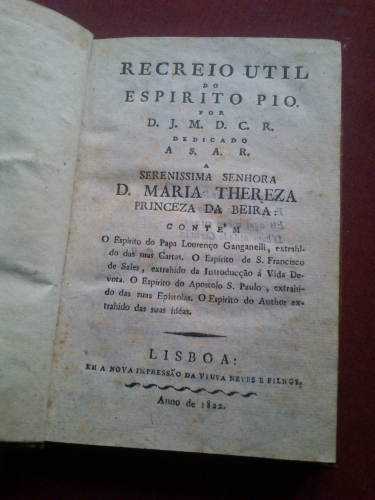 RECREIO UTIL
DO
ESPIRITO PIO.
POR
D. J. M. D. C. R.
DEDICADO
A S. A. R.
A
SERENISSIMA SENHORA
D. MARIA THEREZA
PRINCEZA DA BEIRA:
CONTÉM
O Espirito do Papa Lourenço Ganganelli, extrahi-
do das suas Cartas. O Espirito de S. Francisco
de Sales, extrahido da Introducção á Vida De-
vota. O Espirito do Apostolo S. Paulo, extrahi-
do das suas Epistolas. O Espirito do Author ex-
trahido das suas idéas.
LISBOA:
EM A NOVA IMPRESSÃO DA VIUVA NEVES E FILHOS;
Anno de 1822.